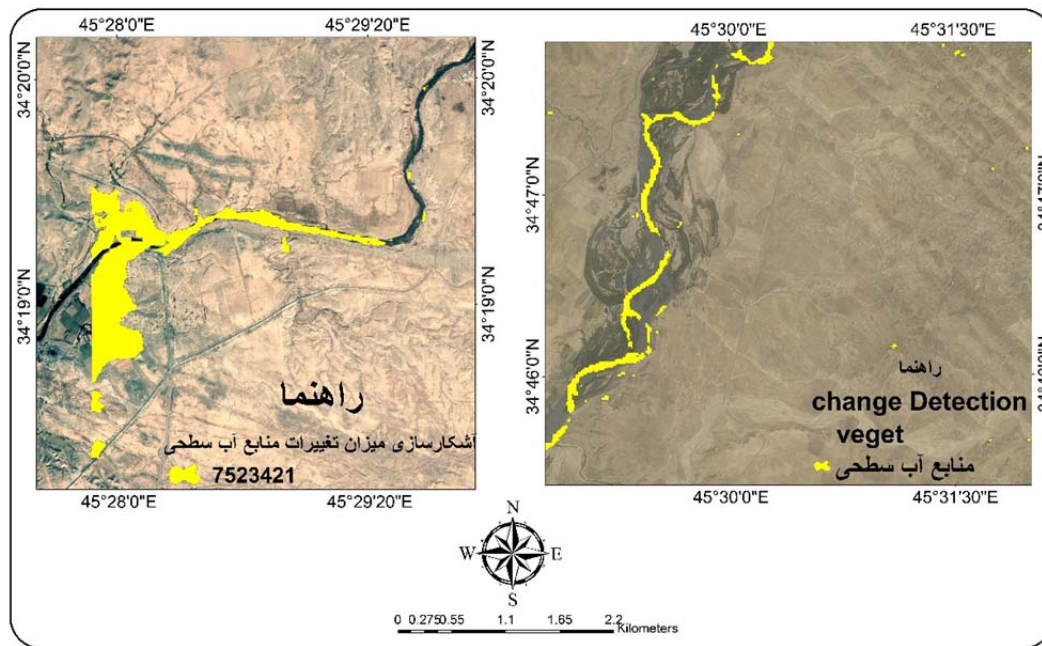 45°28'0"E 45°29'20"E
34°20'0"N
34°20'0"N
34°19'0"N
34°19'0"N
راهنما
آشکارسازی میزان تغییرات منابع آب سطحی
7523421
45°28'0"E 45°29'20"E
45°30'0"E 45°31'30"E
34°47'0"N
34°47'0"N
34°46'0"N
راهنما
change Detection
veget
منابع آب سطحی
45°30'0"E 45°31'30"E
N
W E
S
0 0.275 0.55 1.1 1.65 2.2
Kilometers